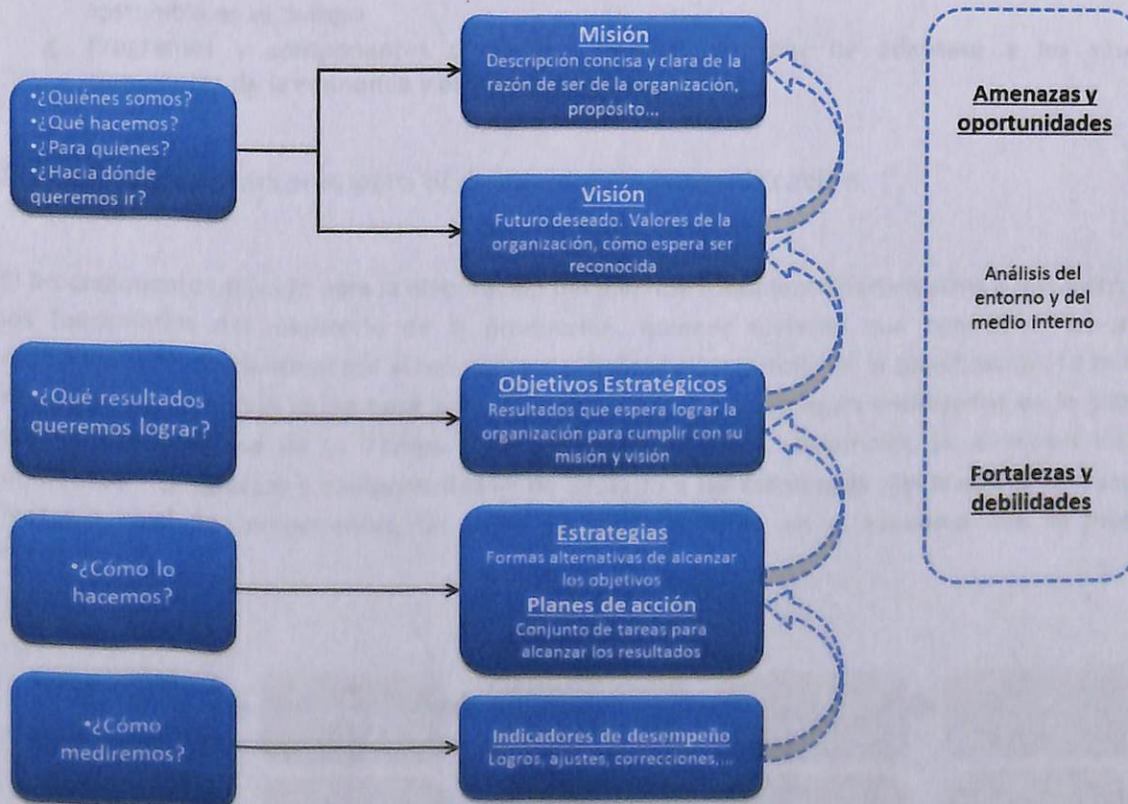 •¿Quiénes somos?
•¿Qué hacemos?
•¿Para quienes?
•¿Hacia dónde
queremos ir?
Misión
Descripción concisa y clara de la
razón de ser de la organización,
propósito...
Visión
Futuro deseado. Valores de la
organización, cómo espera ser
reconocida
•¿Qué resultados
queremos lograr?
Objetivos Estratégicos
Resultados que espera lograr la
organización para cumplir con su
misión y visión
•¿Cómo lo
hacemos?
Estrategias
Formas alternativas de alcanzar
los objetivos
Planes de acción
Conjunto de tareas para
alcanzar los resultados
•¿Cómo
mediremos?
Indicadores de desempeño
Logros, ajustes, correcciones,...
Amenazas y
oportunidades
Análisis del
entorno y del
medio interno
Fortalezas y
debilidades